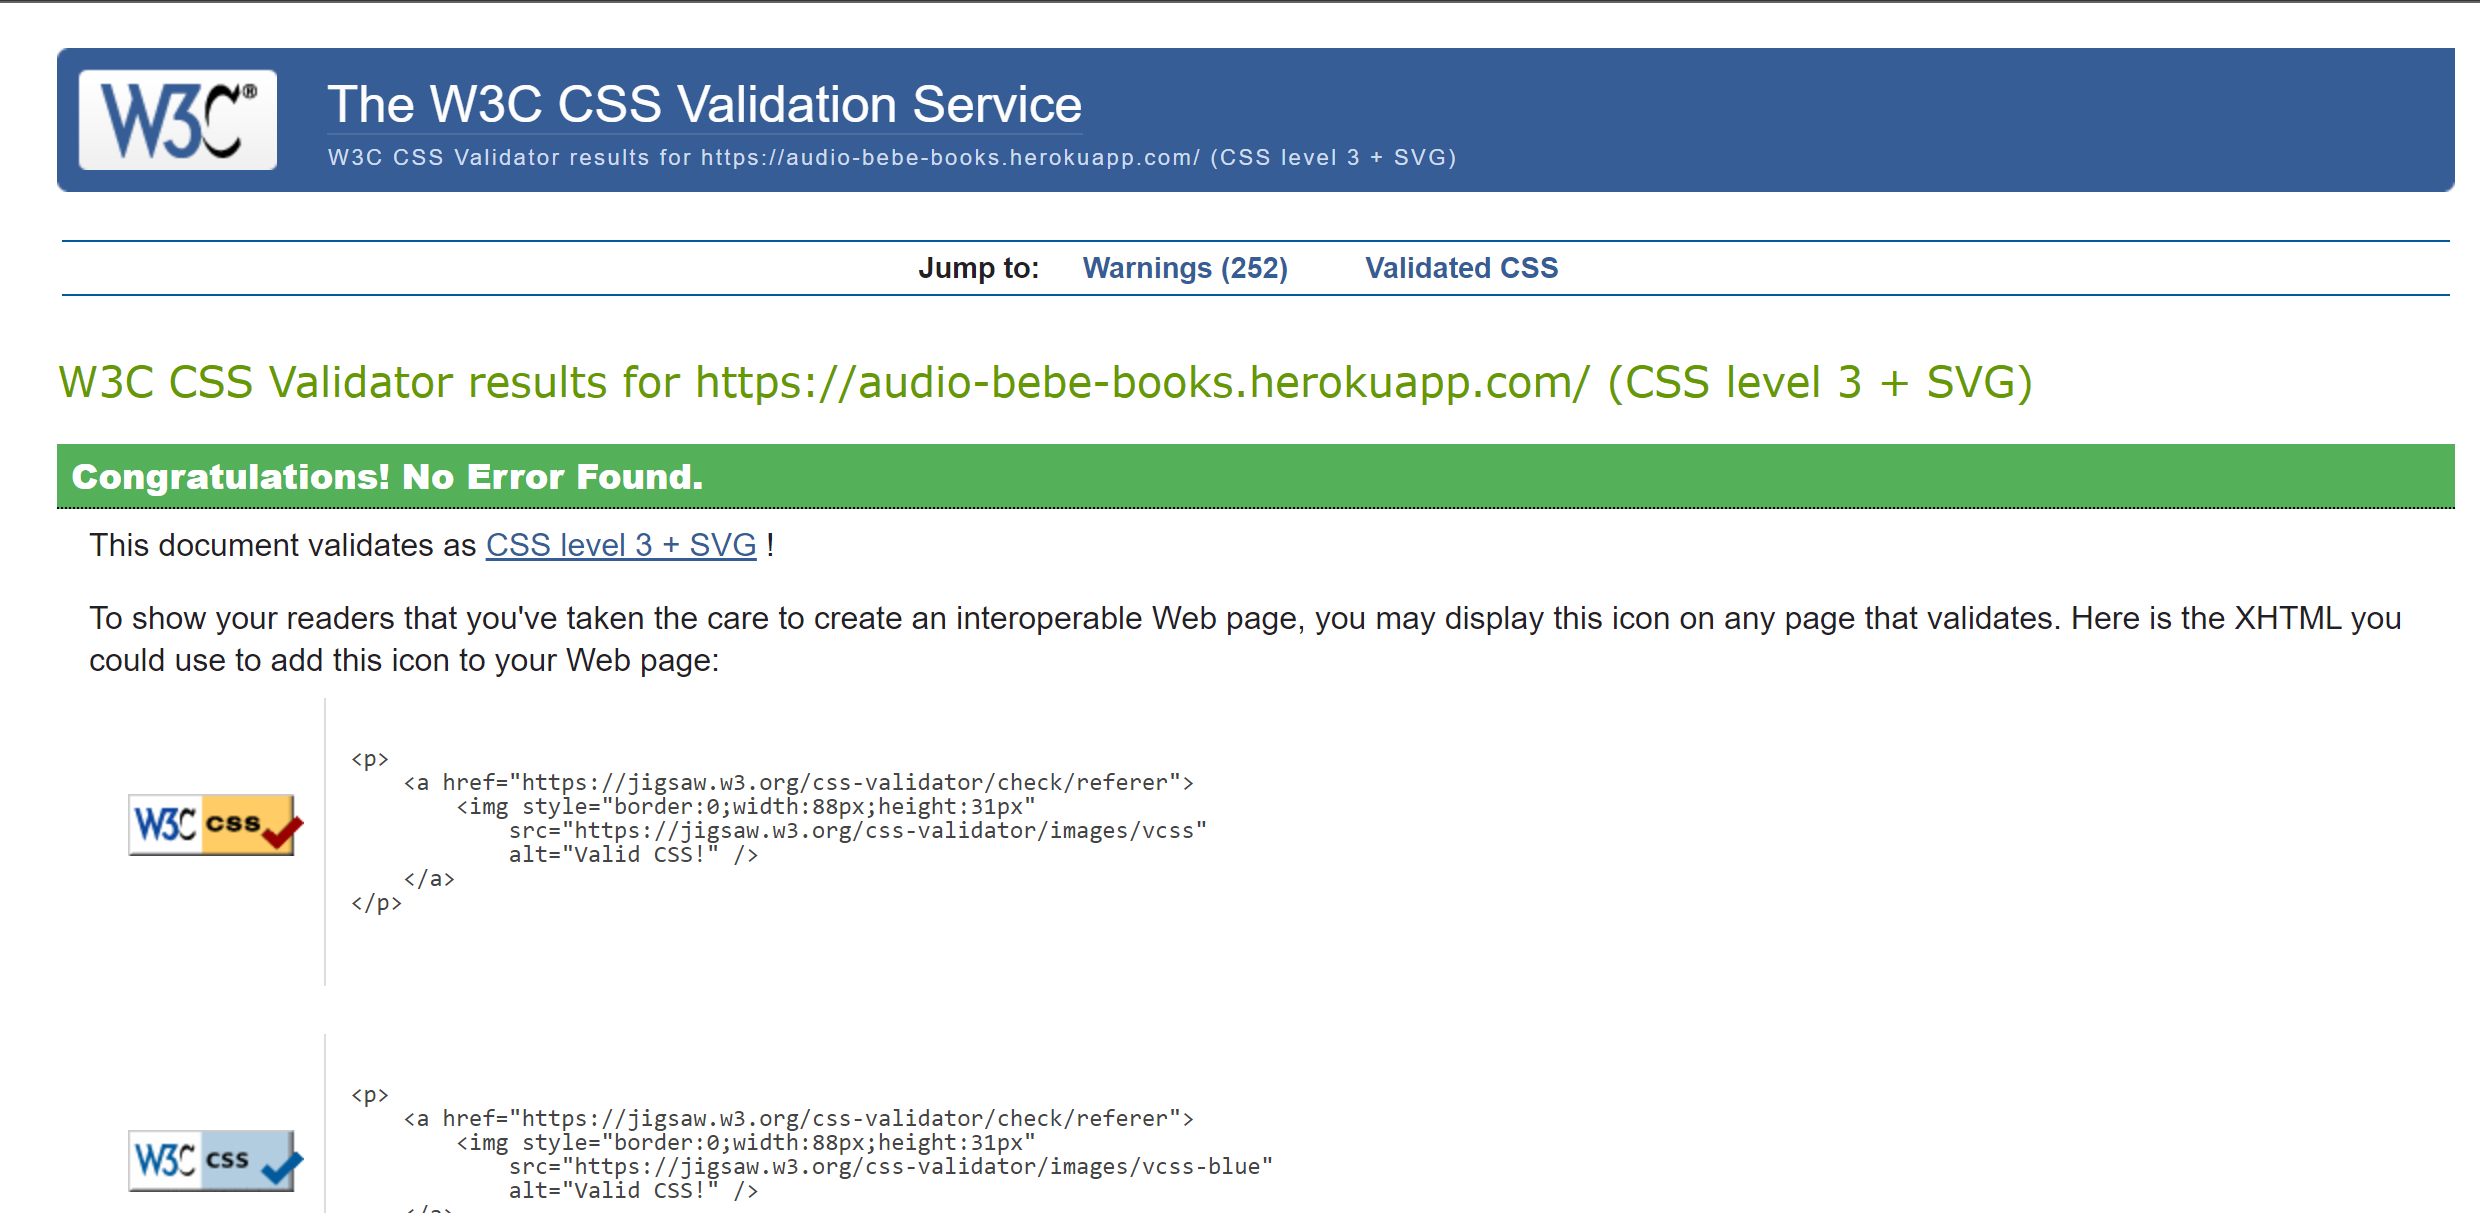 W3C®
The W3C CSS Validation Service
W3C CSS Validator results for https://audio-bebe-books.herokuapp.com/ (CSS level 3 + SVG)
Jump to: Warnings (252) Validated CSS
W3C CSS Validator results for https://audio-bebe-books.herokuapp.com/ (CSS level 3 + SVG)
Congratulations! No Error Found.
This document validates as CSS level 3 + SVG !
To show your readers that you've taken the care to create an interoperable Web page, you may display this icon on any page that validates. Here is the XHTML you
could use to add this icon to your Web page:
W3C css
<p>
<a href="https://jigsaw.w3.org/css-validator/check/referer">
<img style="border:0;width:88px;height:31px"
src="https://jigsaw.w3.org/css-validator/images/vcss"
alt="Valid CSS!" />
</a>
</p>
W3C css
<p>
<a href="https://jigsaw.w3.org/css-validator/check/referer">
<img style="border:0;width:88px;height:31px"
src="https://jigsaw.w3.org/css-validator/images/vcss-blue"
alt="Valid CSS!" />
</a>